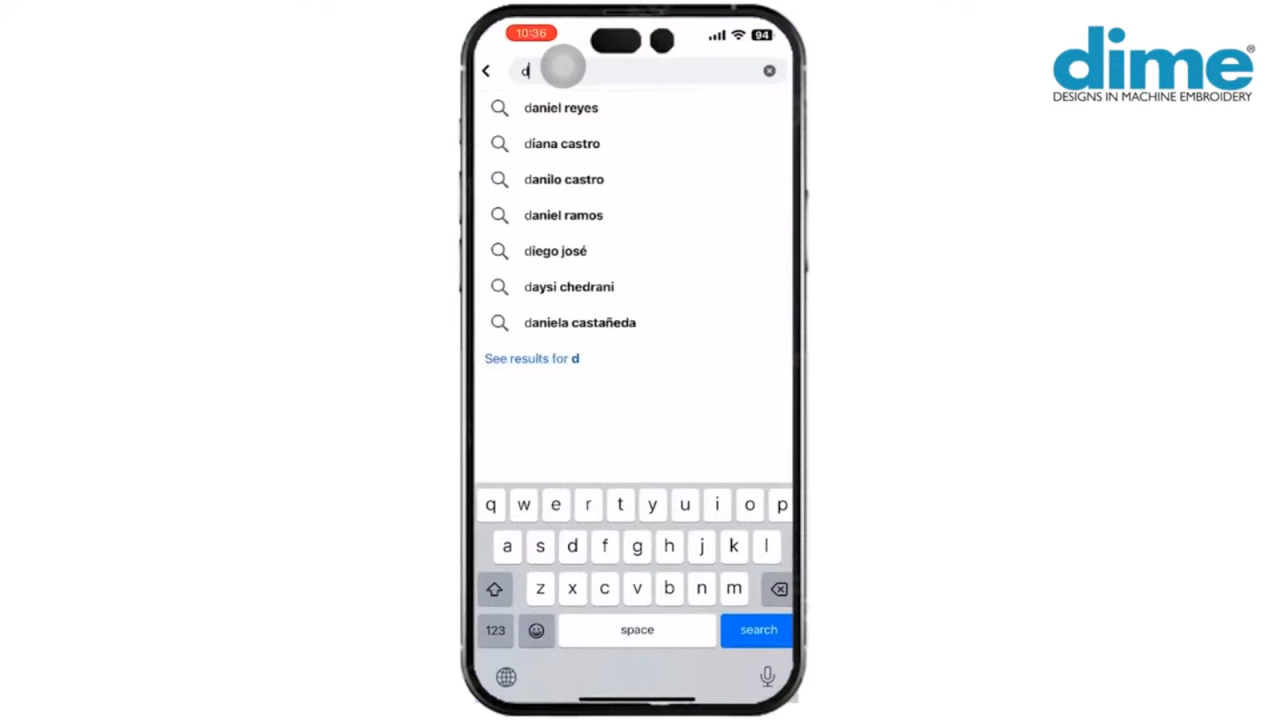 10:36
94
d
daniel reyes
diana castro
danilo castro
daniel ramos
diego josé
daysi chedrani
daniela castañeda
See results for d
q w e r t y u i o p
a s d f g h j k l
z x c v b n m
123 space search
dime®
DESIGNS IN MACHINE EMBROIDERY